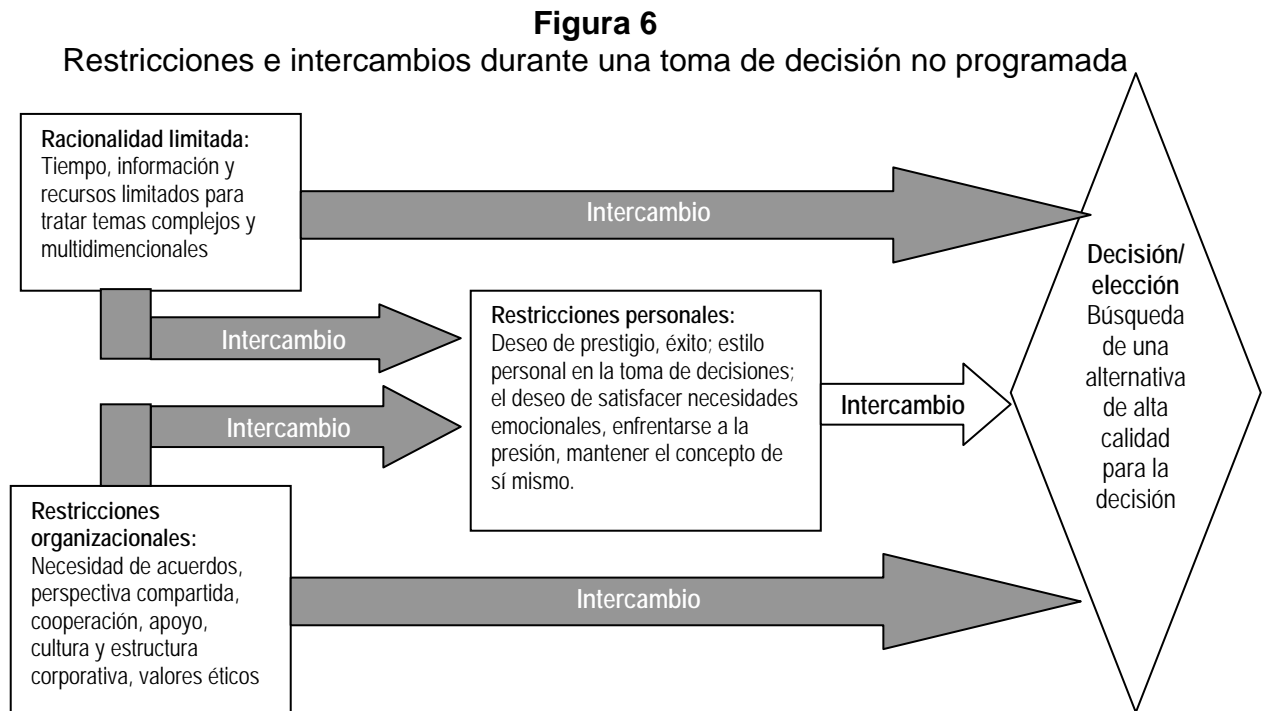 Figura 6
Restricciones e intercambios durante una toma de decisión no programada
Racionalidad limitada:
Tiempo, información y
recursos limitados para
tratar temas complejos y
multidimencionales
Intercambio
Intercambio
Restricciones personales:
Deseo de prestigio, éxito; estilo
personal en la toma de decisiones;
el deseo de satisfacer necesidades
emocionales, enfrentarse a la
presión, mantener el concepto de
sí mismo.
Intercambio
Intercambio
Restricciones
organizacionales:
Necesidad de acuerdos,
perspectiva compartida,
cooperación, apoyo,
cultura y estructura
corporativa, valores éticos
Intercambio
Decisión/
elección
Búsqueda
de una
alternativa
de alta
calidad
para la
decisión